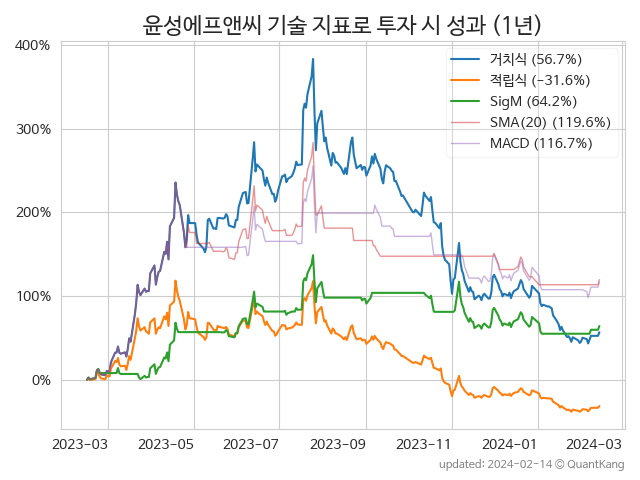 윤성에프앤씨 기술 지표로 투자 시 성과 (1년)
400%
300%
200%
100%
0%
거치식 (56.7%)
적립식 (-31.6%)
SigM (64.2%)
SMA(20) (119.6%)
MACD (116.7%)
2023-03 2023-05 2023-07 2023-09 2023-11 2024-01 2024-03
updated: 2024-02-14 © QuantKang